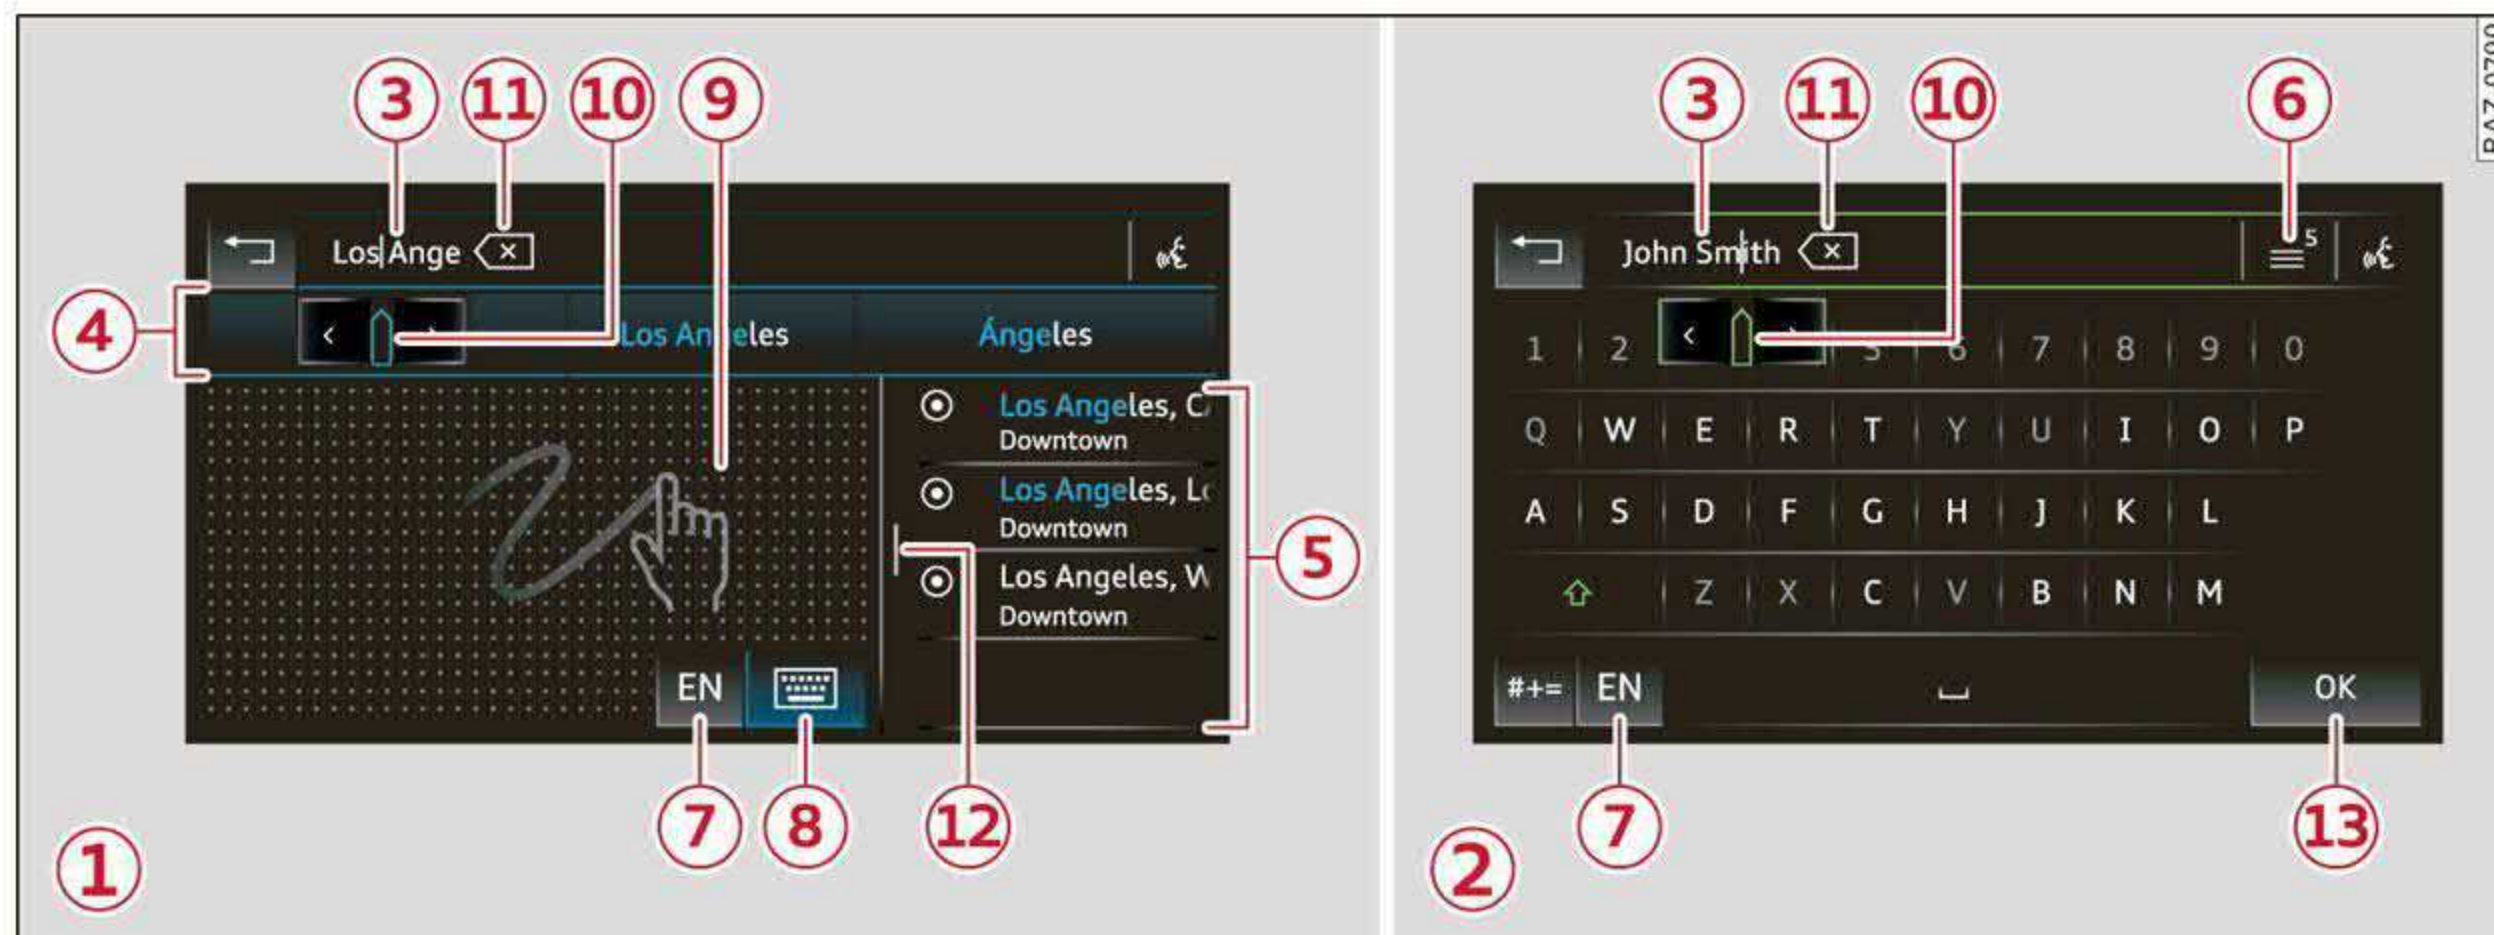 3 11 10 9
Los Ange
Los Angeles Ángeles
4
Los Angeles,
Downtown
Los Angeles,
Downtown
Los Angeles,
Downtown
5
EN
7 8 12
1
3 11 10 6
John Smith 5
1 2 5 6 7 8 9 0
Q W E R T Y U I O P
A S D F G H J K L
Z X C V B N M
#+= EN OK
7 13
2